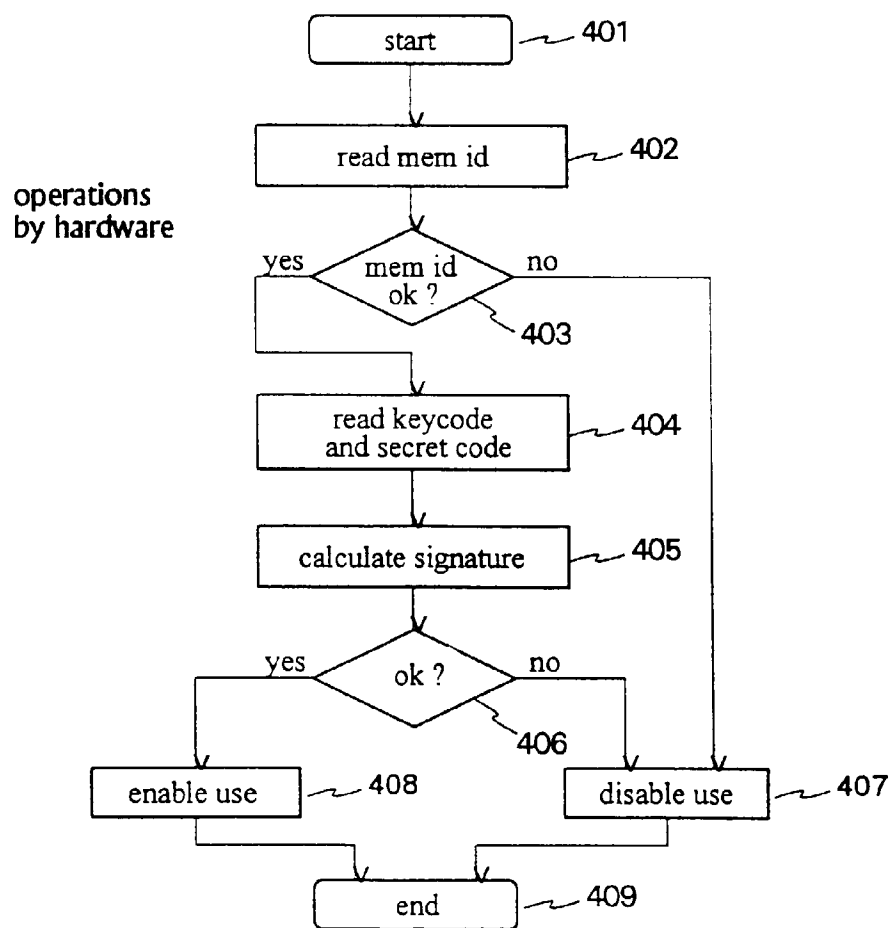 start
401
read mem id
402
operations
by hardware
yes
mem id
ok ?
no
403
read keycode
and secret code
404
calculate signature
405
yes
ok ?
no
406
enable use
408
disable use
407
end
409